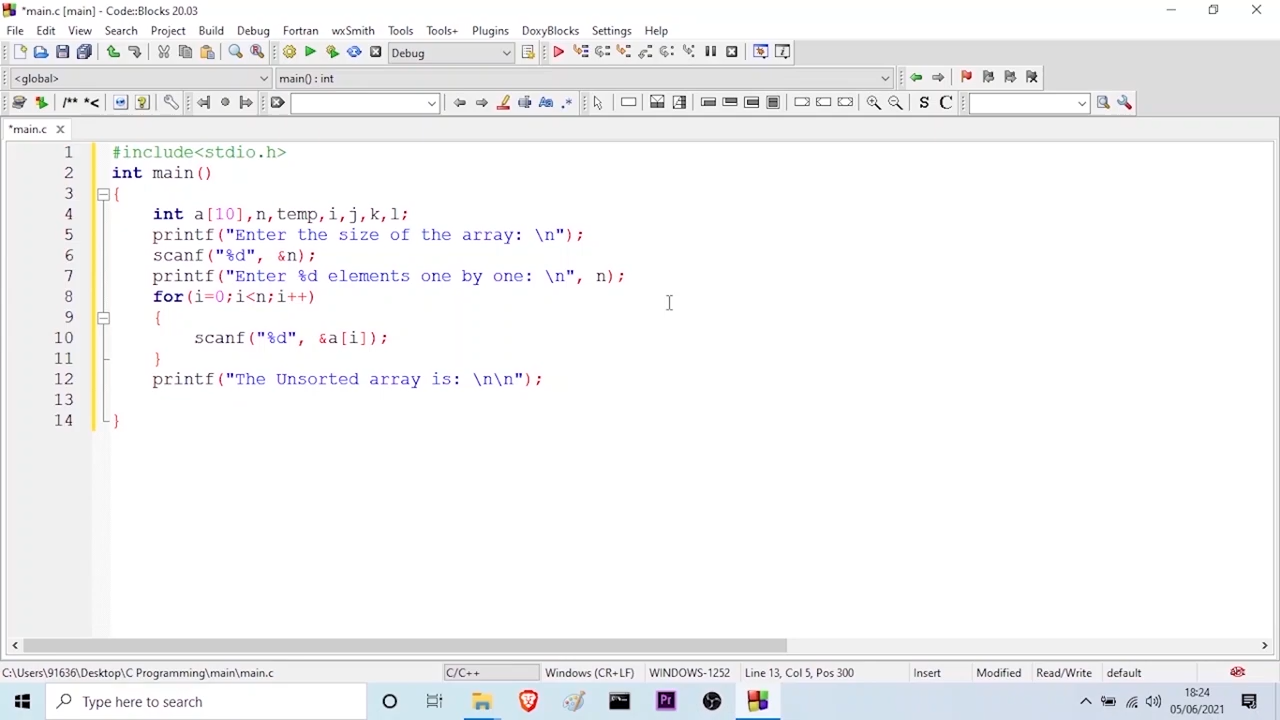 *main.c [main] - Code::Blocks 20.03
File Edit View Search Project Build Debug Fortran wxSmith Tools Tools+ Plugins DoxyBlocks Settings Help
Debug
<global> main() : int
/** *< Aa .* S C
*main.c
1 #include<stdio.h>
2 int main()
3 {
4 int a[10],n,temp,i,j,k,l;
5 printf("Enter the size of the array: \n");
6 scanf("%d", &n);
7 printf("Enter %d elements one by one: \n", n);
8 for(i=0;i<n;i++)
9 {
10 scanf("%d", &a[i]);
11 }
12 printf("The Unsorted array is: \n\n");
13
14 }
C:\Users\91636\Desktop\C Programming\main\main.c C/C++ Windows (CR+LF) WINDOWS-1252 Line 13, Col 5, Pos 300 Insert Modified Read/Write default
Type here to search Pr 18:24
05/06/2021